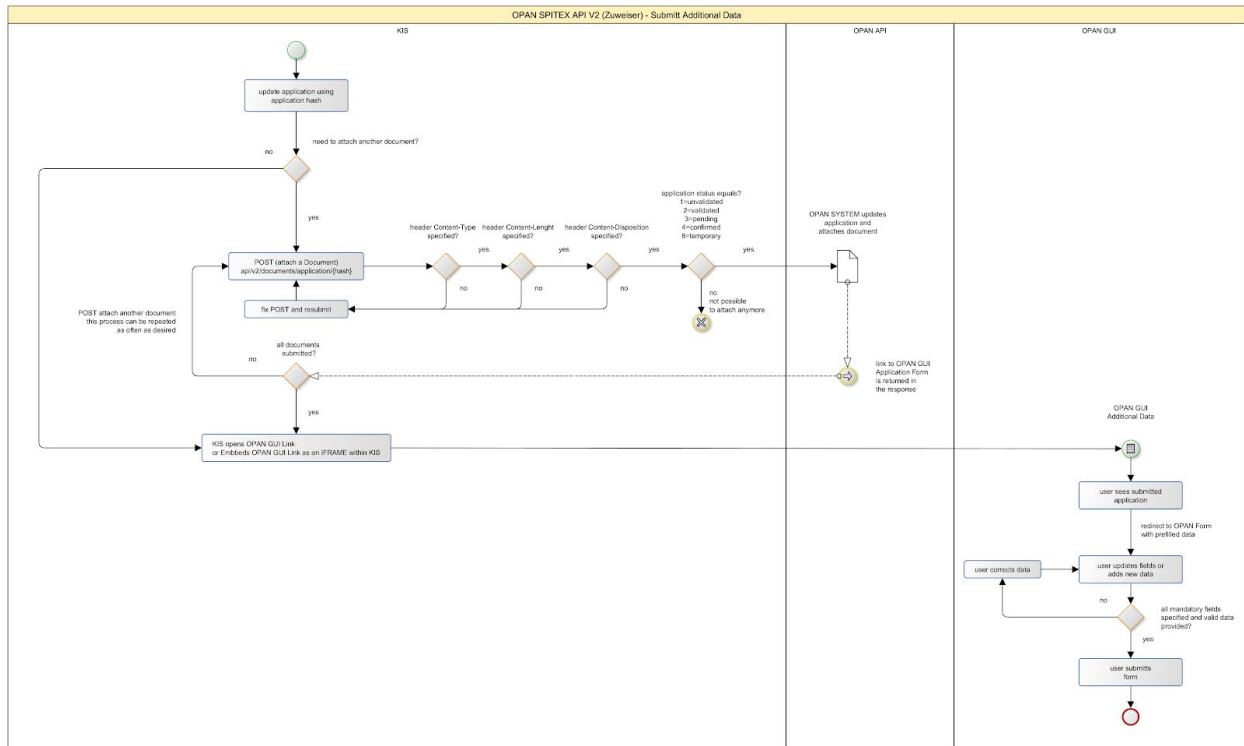 OPAN SPITEX API V2 (Zuweiser) - Submitt Additional Data
KIS
OPAN API
OPAN GUI
update application using
application hash
need to attach another document?
no
yes
application status equals?
1=unvalidated
2=validated
3=pending
4=confirmed
8=temporary
OPAN SYSTEM updates
application and
attaches document
header Content-Type
specified?
header Content-Lenght
specified?
header Content-Disposition
specified?
yes
yes
yes
yes
POST (attach a Document)
api/v2/documents/application/{hash}
no
no
no
no
not possible
to attach anymore
fix POST and resubmit
POST attach another document
this process can be repeated
as often as desired
all documents
submitted?
no
yes
link to OPAN GUI
Application Form
is returned in
the response
OPAN GUI
Additional Data
KIS opens OPAN GUI Link
or Embbeds OPAN GUI Link as an IFRAME within KIS
user sees submitted
application
redirect to OPAN Form
with prefilled data
user corrects data
user updates fields or
adds new data
no
all mandatory fields
specified and valid data
provided?
yes
user submitts
form